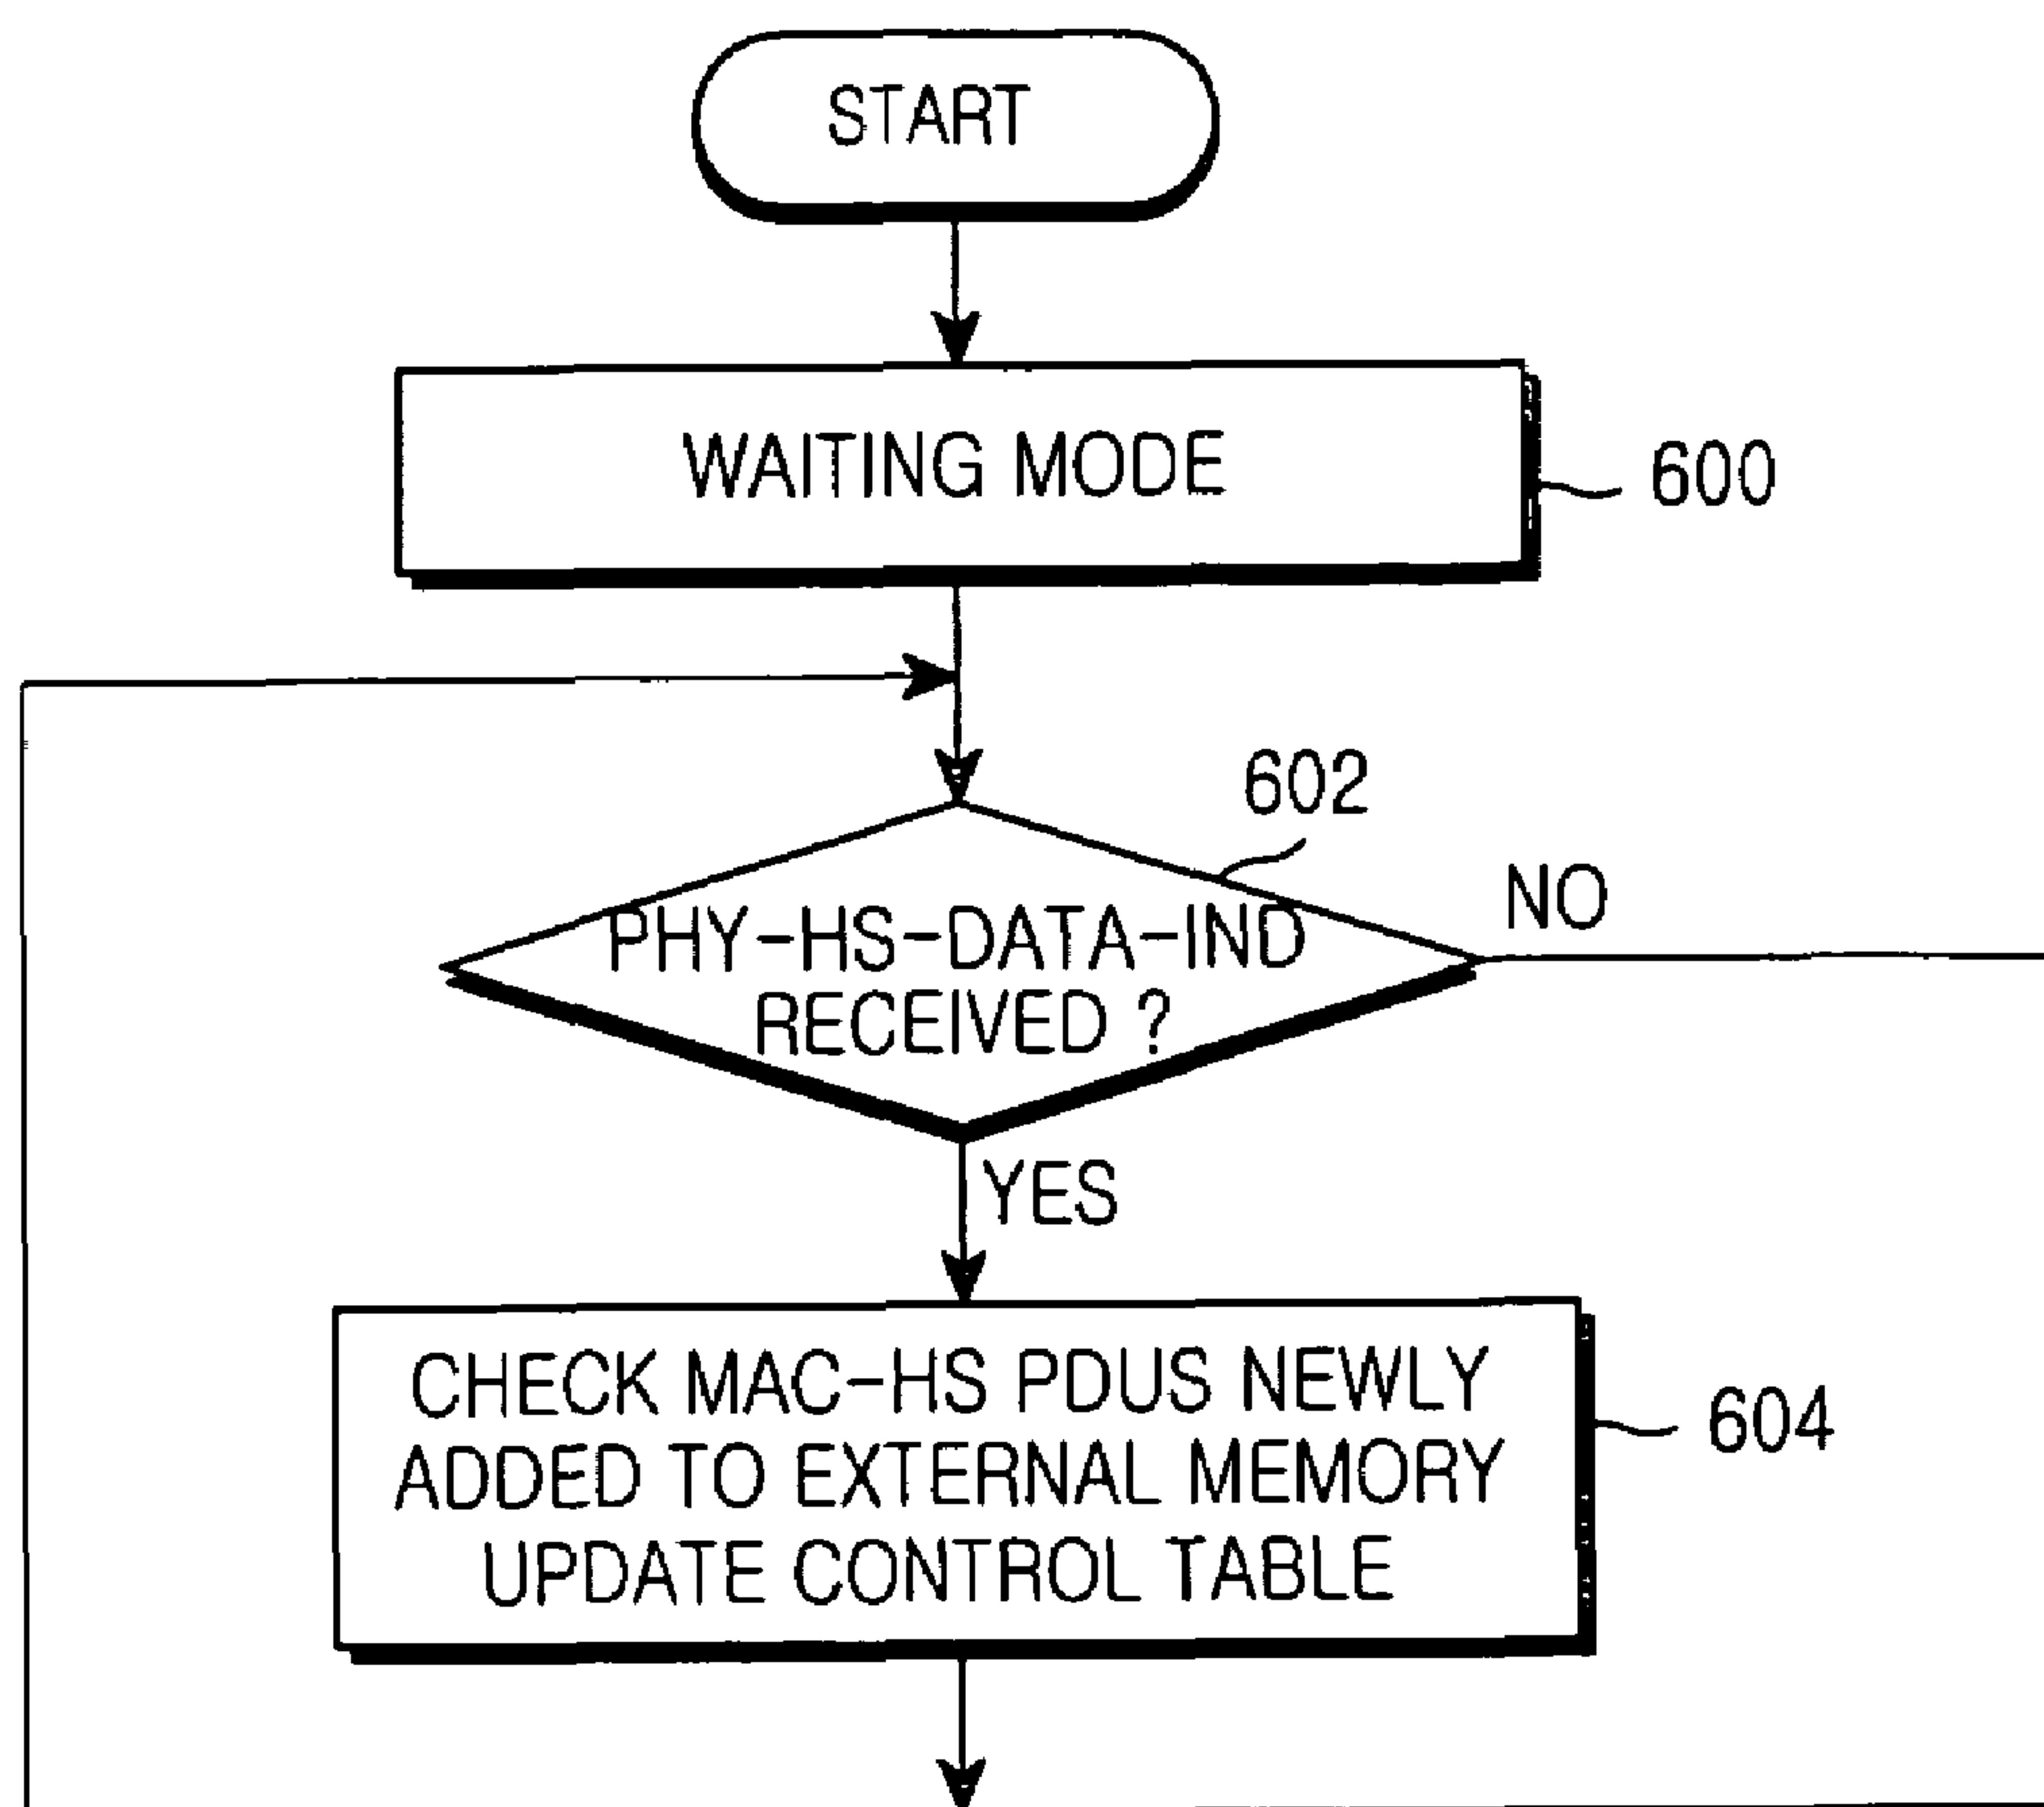 START
WAITING MODE
600
602
NO
PHY-HS-DATA-IND
RECEIVED ?
YES
CHECK MAC-HS PDUS NEWLY
ADDED TO EXTERNAL MEMORY
UPDATE CONTROL TABLE
604